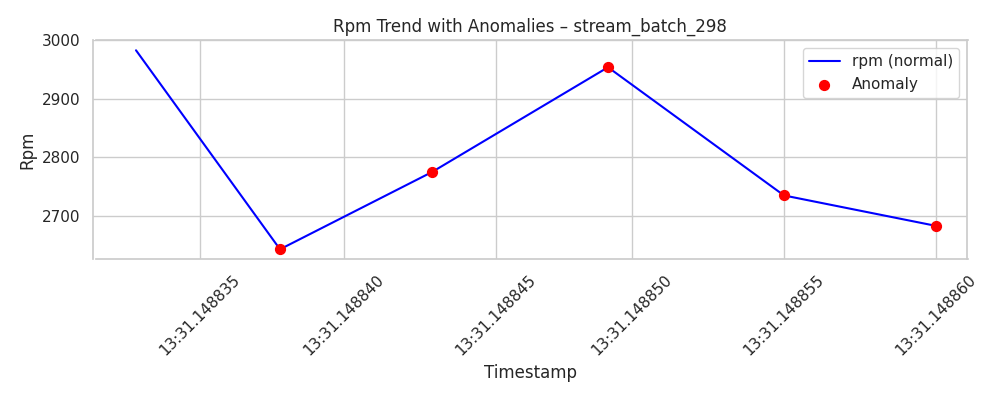 Rpm Trend with Anomalies – stream_batch_298
3000
2900
2800
2700
Rpm
rpm (normal)
Anomaly
13:31.148835
13:31.148840
13:31.148845
13:31.148850
13:31.148855
13:31.148860
Timestamp